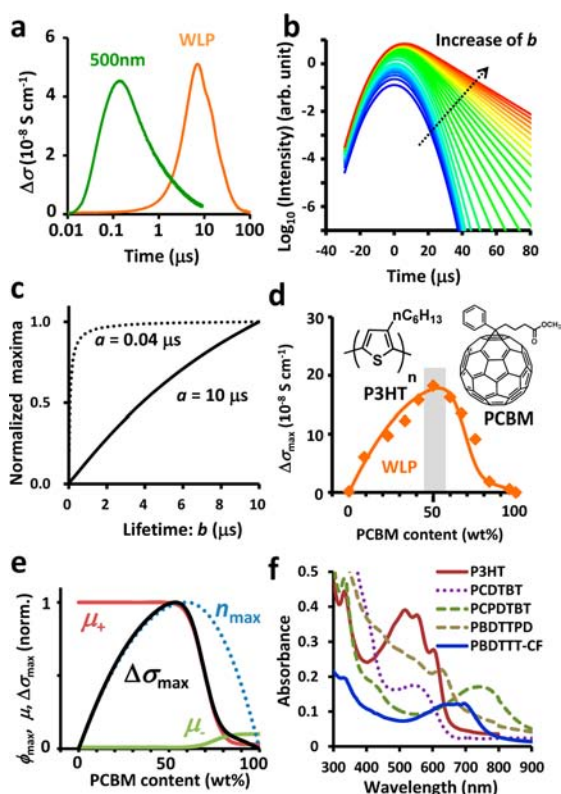 a
500nm
WLP
Δσ (10⁻⁸ S cm⁻¹)
6
4
2
0
0.01 0.1 1 10 100
Time (μs)
b
Increase of b
Log₁₀ (Intensity) (arb. unit)
0
-2
-4
-6
-40 -20 0 20 40 60 80
Time (μs)
c
Normalized maxima
1.0
0.5
0.0
a = 0.04 μs
a = 10 μs
0 2 4 6 8 10
Lifetime: b (μs)
d
nC₆H₁₃
S
n
P3HT
O
OCH₃
PCBM
WLP
Δσmax (10⁻⁸ S cm⁻¹)
30
20
10
0
0 50 100
PCBM content (wt%)
e
μ₊
nmax
Δσmax
μ₋
ϕmax, μ, Δσmax (norm.)
1
0
0 50 100
PCBM content (wt%)
f
P3HT
PCDTBT
PCPDTBT
PBDTTPD
PBDTTT-CF
Absorbance
0.5
0.4
0.3
0.2
0.1
0
300 400 500 600 700 800 900
Wavelength (nm)